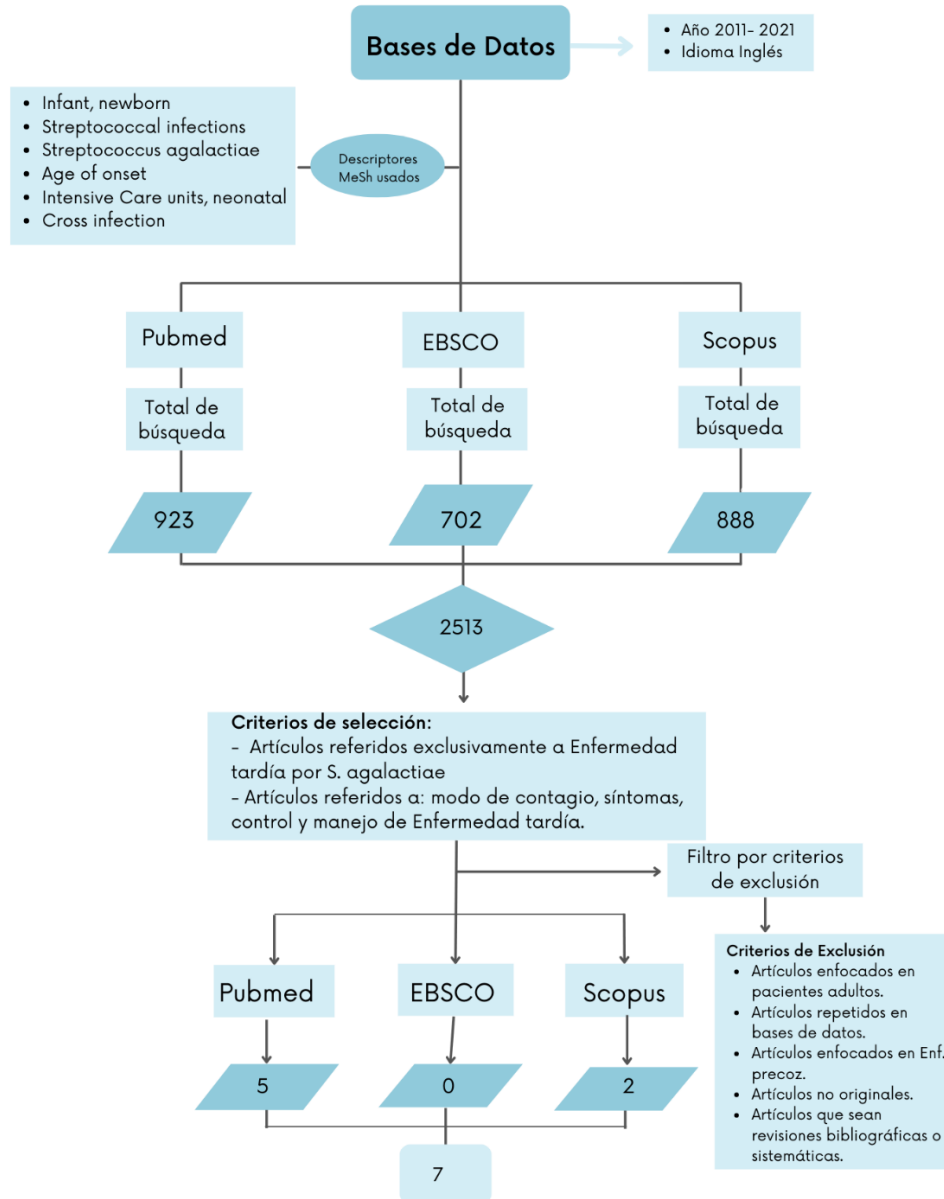 Bases de Datos
• Año 2011- 2021
• Idioma Inglés
• Infant, newborn
• Streptococcal infections
• Streptococcus agalactiae
• Age of onset
• Intensive Care units, neonatal
• Cross infection
Descriptores
MeSh usados
Pubmed
EBSCO
Scopus
Total de
búsqueda
Total de
búsqueda
Total de
búsqueda
923
702
888
2513
Criterios de selección:
- Artículos referidos exclusivamente a Enfermedad
tardía por S. agalactiae
- Artículos referidos a: modo de contagio, síntomas,
control y manejo de Enfermedad tardía.
Filtro por criterios
de exclusión
Criterios de Exclusión
• Artículos enfocados en
pacientes adultos.
• Artículos repetidos en
bases de datos.
• Artículos enfocados en Enf.
precoz.
• Artículos no originales.
• Artículos que sean
revisiones bibliográficas o
sistemáticas.
Pubmed
EBSCO
Scopus
5
0
2
7